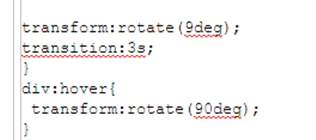 transform:rotate(9deg);
transition:3s;
}
div:hover{
 transform:rotate(90deg);
}